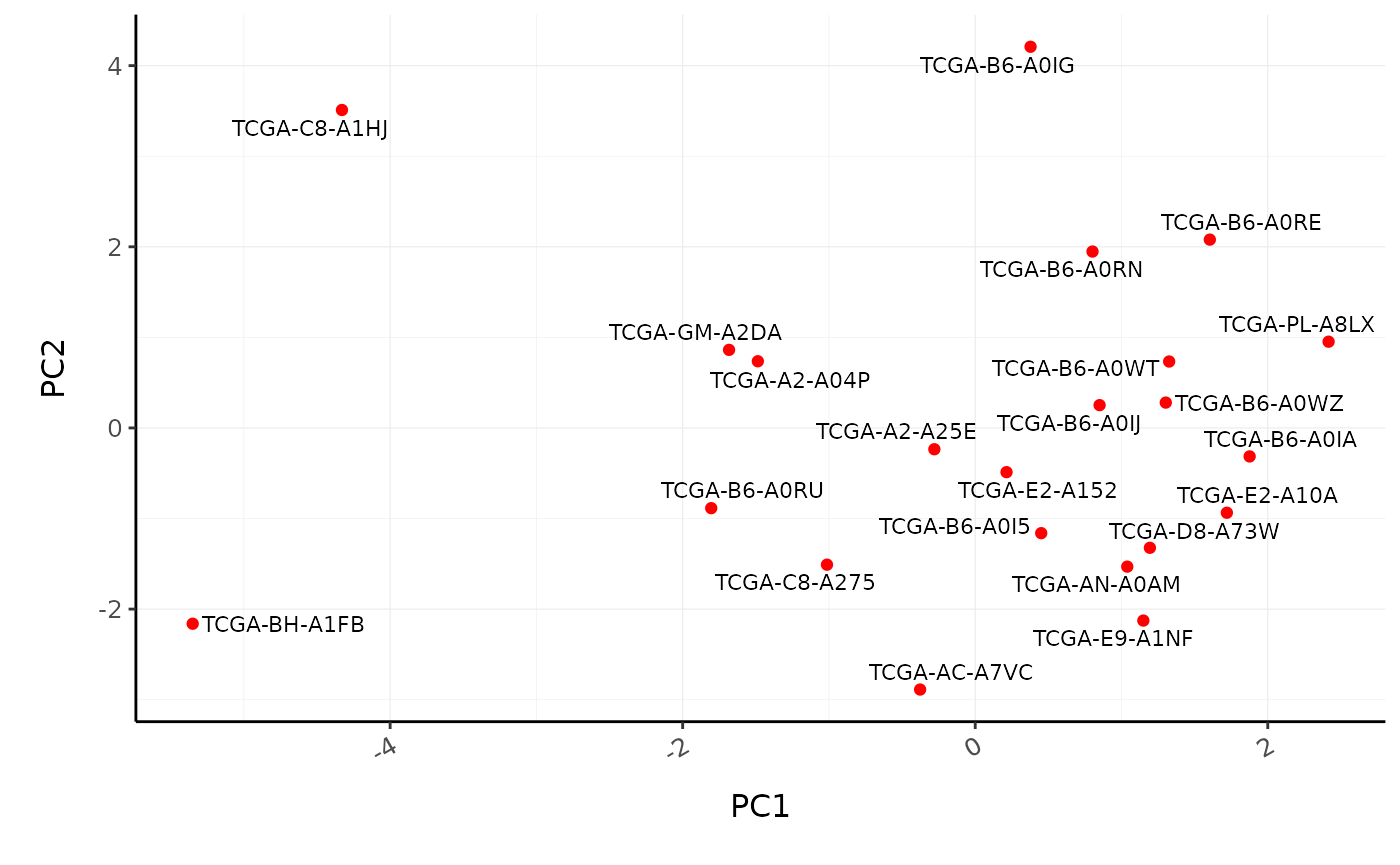 4
TCGA-B6-A0IG
TCGA-C8-A1HJ
TCGA-B6-A0RE
2
TCGA-B6-A0RN
TCGA-PL-A8LX
TCGA-GM-A2DA
TCGA-B6-A0WT
PC2
TCGA-A2-A04P
TCGA-B6-A0WZ
TCGA-B6-A0IJ
0
TCGA-A2-A25E
TCGA-B6-A0IA
TCGA-B6-A0RU
TCGA-E2-A152
TCGA-E2-A10A
TCGA-B6-A0I5
TCGA-D8-A73W
TCGA-C8-A275
TCGA-AN-A0AM
-2
TCGA-BH-A1FB
TCGA-E9-A1NF
TCGA-AC-A7VC
-4
-2
0
2
PC1